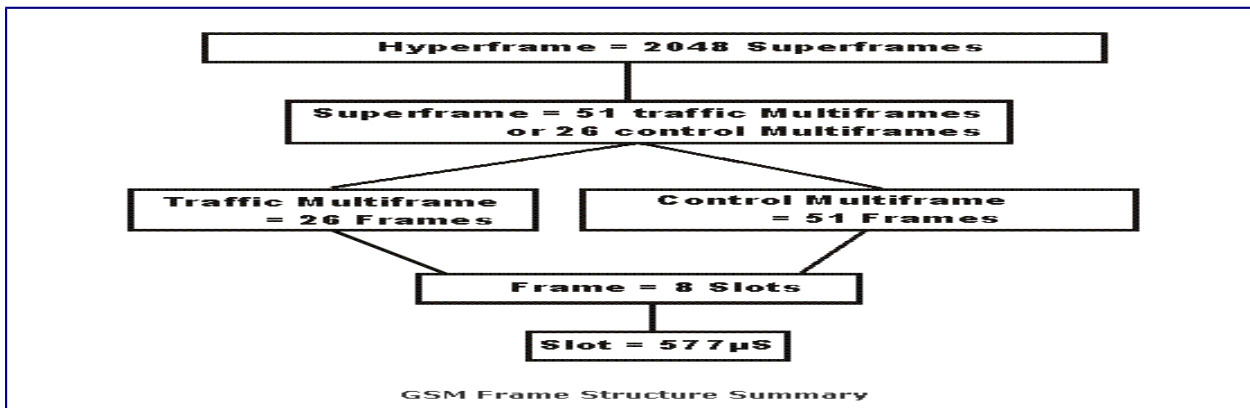 Hyperframe = 2048 Superframes
Superframe = 51 traffic Multiframes
or 26 control Multiframes
Traffic Multiframe
= 26 Frames
Control Multiframe
= 51 Frames
Frame = 8 Slots
Slot = 577µS
GSM Frame Structure Summary